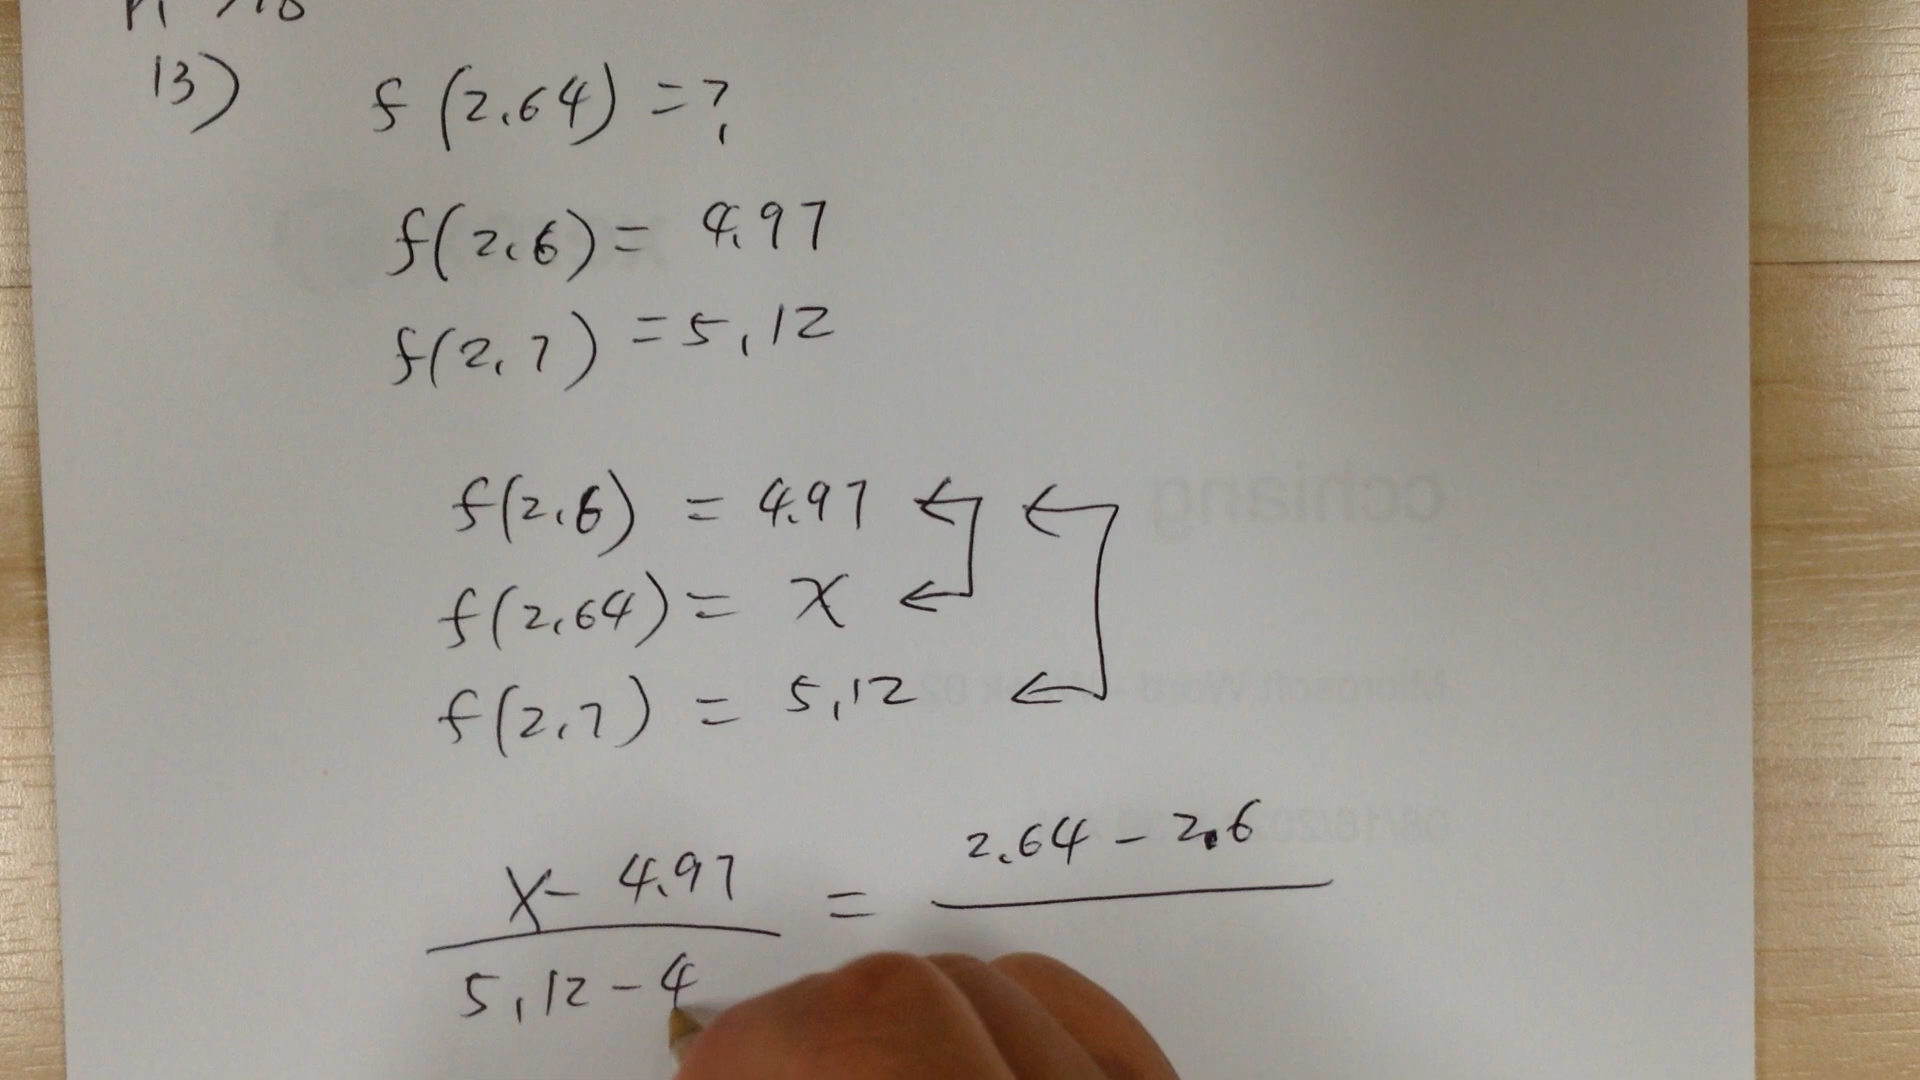 13) f(2.64) = ?
f(2.6) = 4.97
f(2.7) = 5.12
f(2.6) = 4.97
f(2.64) = x
f(2.7) = 5.12
x - 4.97 / 5.12 - 4 = 2.64 - 2.6
cchiang